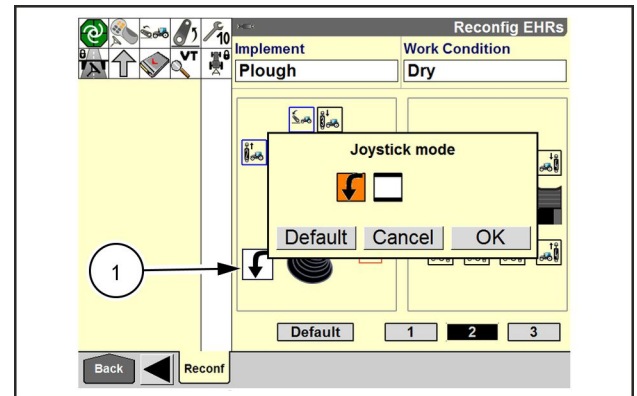 Reconfig EHRs
Implement
Work Condition
Plough
Dry
VT
10
Joystick mode
Default Cancel OK
1
Default 1 2 3
Back
Reconf